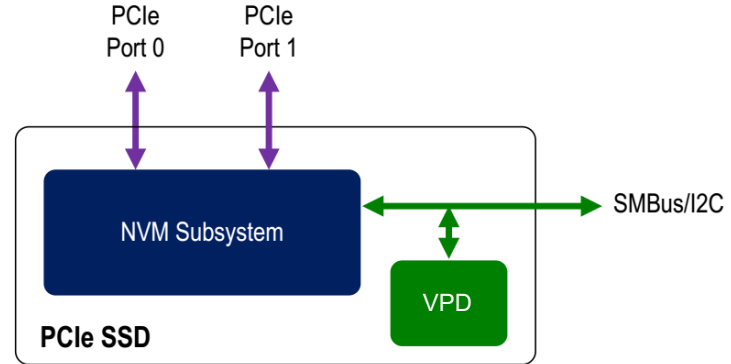 PCIe
Port 0
PCIe
Port 1
SMBus/I2C
NVM Subsystem
VPD
PCIe SSD